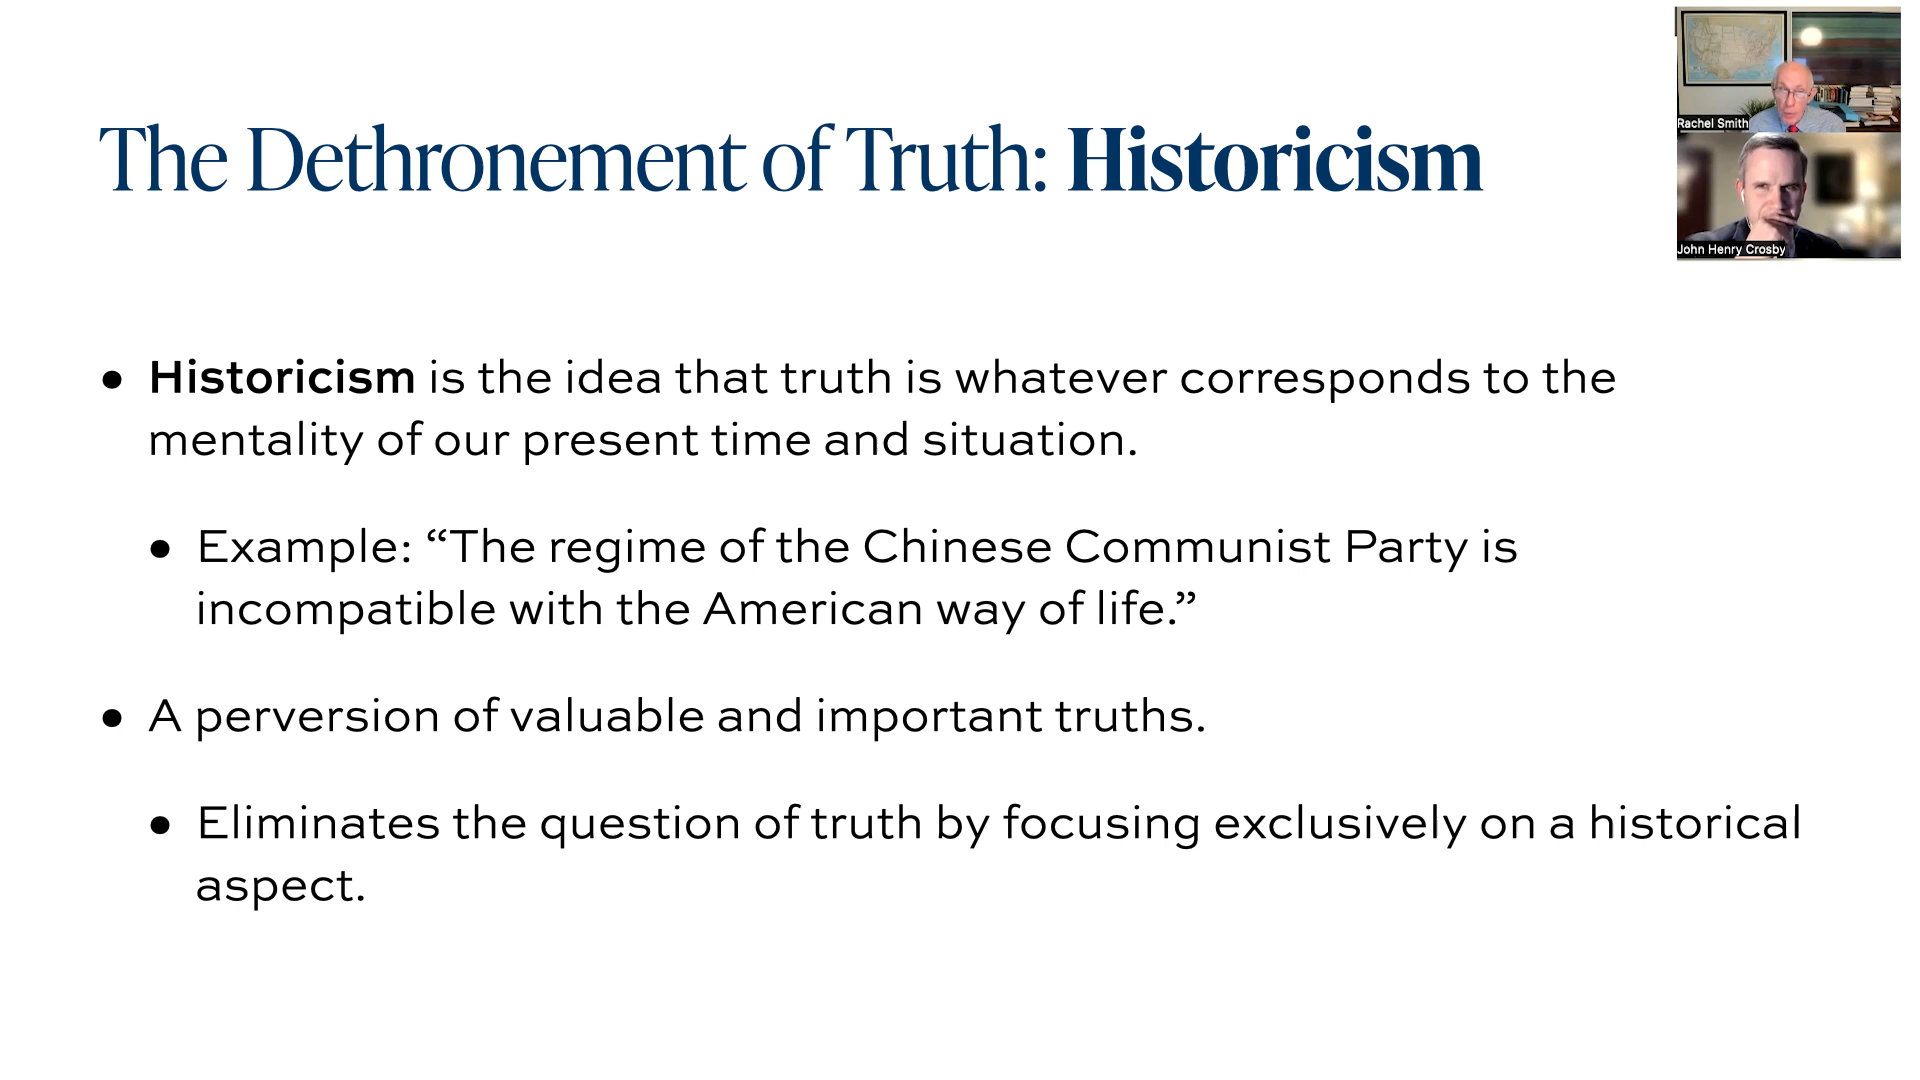 The Dethronement of Truth: Historicism
Rachel Smith
John Henry Crosby
• Historicism is the idea that truth is whatever corresponds to the
mentality of our present time and situation.
• Example: “The regime of the Chinese Communist Party is
incompatible with the American way of life.”
• A perversion of valuable and important truths.
• Eliminates the question of truth by focusing exclusively on a historical
aspect.